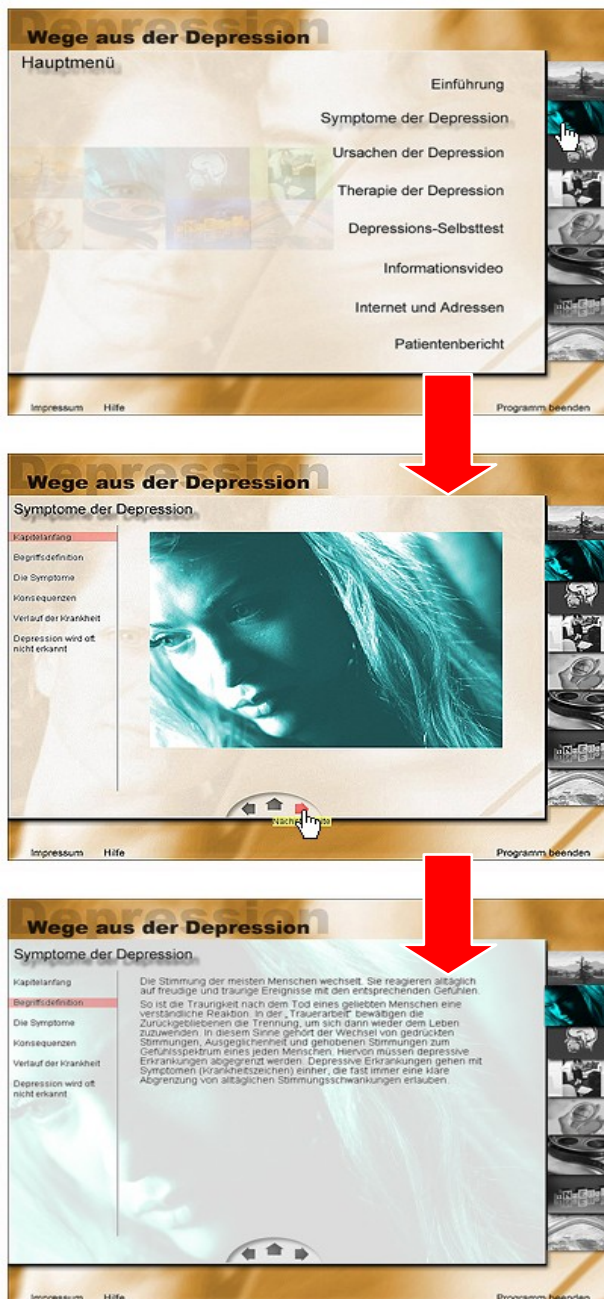 Depression
Wege aus der Depression
Hauptmenü
Einführung
Symptome der Depression
Ursachen der Depression
Therapie der Depression
Depressions-Selbsttest
Informationsvideo
Internet und Adressen
Patientenbericht
Impressum Hilfe Programm beenden
Depression
Wege aus der Depression
Symptome der Depression
Kapitelanfang
Begriffsdefinition
Die Symptome
Konsequenzen
Verlauf der Krankheit
Depression wird oft
nicht erkannt
Impressum Hilfe Programm beenden
Depression
Wege aus der Depression
Symptome der Depression
Kapitelanfang
Begriffsdefinition
Die Symptome
Konsequenzen
Verlauf der Krankheit
Depression wird oft
nicht erkannt
Die Stimmung der meisten Menschen wechselt. Sie reagieren alltäglich
auf freudige und traurige Ereignisse mit den entsprechenden Gefühlen.
So ist die Traurigkeit nach dem Tod eines geliebten Menschen eine
verständliche Reaktion. In der „Trauerarbeit" bewältigen die
Zurückgebliebenen die Trennung, um sich dann wieder dem Leben
zuzuwenden. In diesem Sinne gehört der Wechsel von gedrückten
Stimmungen, Ausgeglichenheit und gehobenen Stimmungen zum
Gefühlsspektrum eines jeden Menschen. Hiervon müssen depressive
Erkrankungen abgegrenzt werden. Depressive Erkrankungen gehen mit
Symptomen (Krankheitszeichen) einher, die fast immer eine klare
Abgrenzung von alltäglichen Stimmungsschwankungen erlauben.
Impressum Hilfe Programm beenden